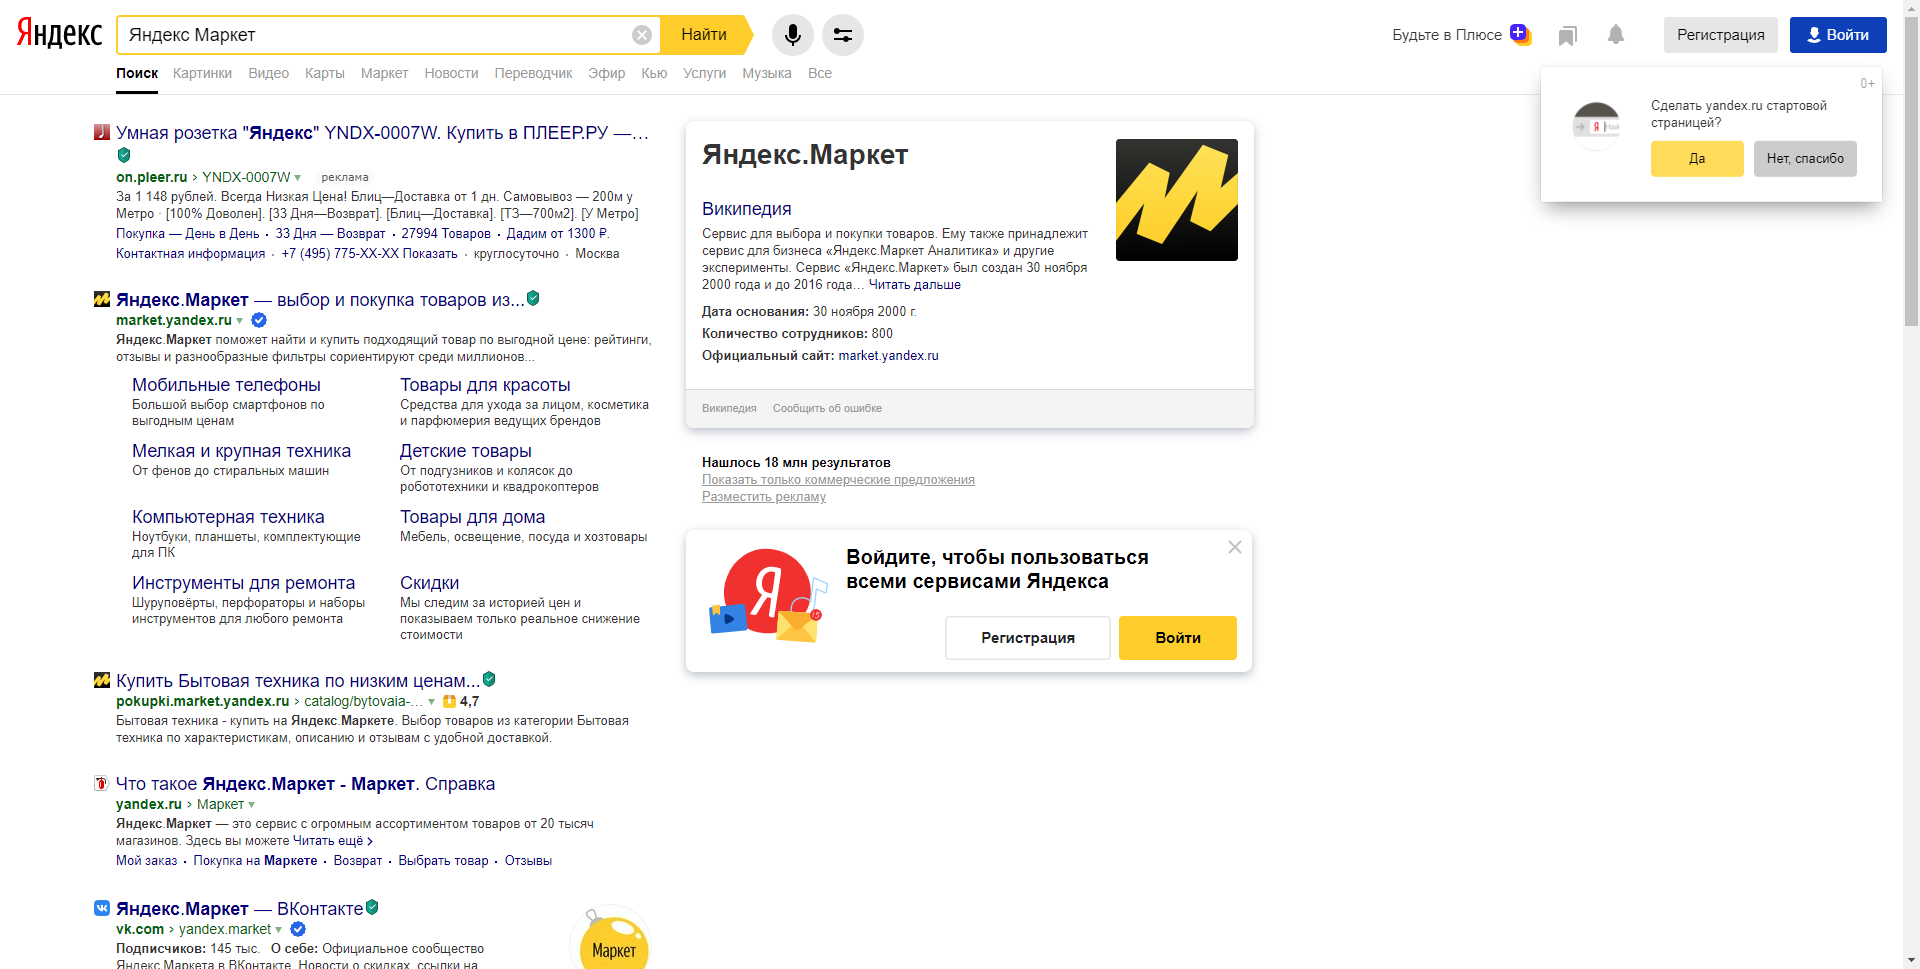 Яндекс
Яндекс Маркет
Найти
Будьте в Плюсе
Регистрация
Войти
Поиск Картинки Видео Карты Маркет Новости Переводчик Эфир Кью Услуги Музыка Все
0+
Сделать yandex.ru стартовой
страницей?
Да
Нет, спасибо
Умная розетка "Яндекс" YNDX-0007W. Купить в ПЛЕЕР.РУ —…
on.pleer.ru › YNDX-0007W реклама
За 1 148 рублей. Всегда Низкая Цена! Блиц—Доставка от 1 дн. Самовывоз — 200м у
Метро · [100% Доволен]. [33 Дня—Возврат]. [Блиц—Доставка]. [ТЗ—700м2]. [У Метро]
Покупка — День в День · 33 Дня — Возврат · 27994 Товаров · Дадим от 1300 ₽.
Контактная информация · +7 (495) 775-XX-XX Показать · круглосуточно · Москва
Яндекс.Маркет — выбор и покупка товаров из...
market.yandex.ru
Яндекс.Маркет поможет найти и купить подходящий товар по выгодной цене: рейтинги,
отзывы и разнообразные фильтры сориентируют среди миллионов...
Мобильные телефоны
Большой выбор смартфонов по
выгодным ценам
Товары для красоты
Средства для ухода за лицом, косметика
и парфюмерия ведущих брендов
Мелкая и крупная техника
От фенов до стиральных машин
Детские товары
От подгузников и колясок до
робототехники и квадрокоптеров
Компьютерная техника
Ноутбуки, планшеты, комплектующие
для ПК
Товары для дома
Мебель, освещение, посуда и хозтовары
Инструменты для ремонта
Шуруповёрты, перфораторы и наборы
инструментов для любого ремонта
Скидки
Мы следим за историей цен и
показываем только реальное снижение
стоимости
Купить Бытовая техника по низким ценам...
pokupki.market.yandex.ru › catalog/bytovaia-… 4,7
Бытовая техника - купить на Яндекс.Маркете. Выбор товаров из категории Бытовая
техника по характеристикам, описанию и отзывам с удобной доставкой.
Что такое Яндекс.Маркет - Маркет. Справка
yandex.ru › Маркет
Яндекс.Маркет — это сервис с огромным ассортиментом товаров от 20 тысяч
магазинов. Здесь вы можете Читать ещё ›
Мой заказ · Покупка на Маркете · Возврат · Выбрать товар · Отзывы
Яндекс.Маркет — ВКонтакте
vk.com › yandex.market
Подписчиков: 145 тыс. О себе: Официальное сообщество
Яндекс.Маркета в ВКонтакте. Новости о скидках, ссылки на
Маркет
Яндекс.Маркет
Википедия
Сервис для выбора и покупки товаров. Ему также принадлежит
сервис для бизнеса «Яндекс.Маркет Аналитика» и другие
эксперименты. Сервис «Яндекс.Маркет» был создан 30 ноября
2000 года и до 2016 года… Читать дальше
Дата основания: 30 ноября 2000 г.
Количество сотрудников: 800
Официальный сайт: market.yandex.ru
Википедия Сообщить об ошибке
Нашлось 18 млн результатов
Показать только коммерческие предложения
Разместить рекламу
Войдите, чтобы пользоваться
всеми сервисами Яндекса
Регистрация
Войти